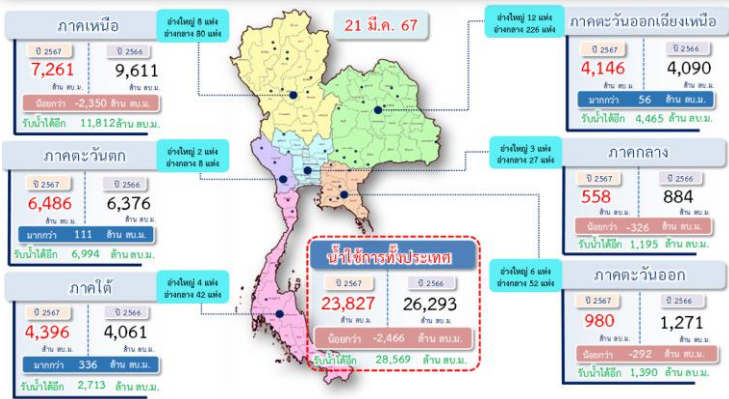 21 มี.ค. 67
ภาคเหนือ
อ่างใหญ่ 8 แห่ง
อ่างกลาง 80 แห่ง
ปี 2567
ปี 2566
7,261
9,611
ล้าน ลบ.ม.
ล้าน ลบ.ม.
น้อยกว่า -2,350 ล้าน ลบ.ม.
รับน้ำได้อีก 11,812 ล้าน ลบ.ม.
ภาคตะวันออกเฉียงเหนือ
อ่างใหญ่ 12 แห่ง
อ่างกลาง 226 แห่ง
ปี 2567
ปี 2566
4,146
4,090
ล้าน ลบ.ม.
ล้าน ลบ.ม.
มากกว่า 56 ล้าน ลบ.ม.
รับน้ำได้อีก 4,465 ล้าน ลบ.ม.
ภาคตะวันตก
อ่างใหญ่ 2 แห่ง
อ่างกลาง 8 แห่ง
ปี 2567
ปี 2566
6,486
6,376
ล้าน ลบ.ม.
ล้าน ลบ.ม.
มากกว่า 111 ล้าน ลบ.ม.
รับน้ำได้อีก 6,994 ล้าน ลบ.ม.
ภาคกลาง
อ่างใหญ่ 3 แห่ง
อ่างกลาง 27 แห่ง
ปี 2567
ปี 2566
558
884
ล้าน ลบ.ม.
ล้าน ลบ.ม.
น้อยกว่า -326 ล้าน ลบ.ม.
รับน้ำได้อีก 1,195 ล้าน ลบ.ม.
ภาคใต้
อ่างใหญ่ 4 แห่ง
อ่างกลาง 42 แห่ง
ปี 2567
ปี 2566
4,396
4,061
ล้าน ลบ.ม.
ล้าน ลบ.ม.
มากกว่า 336 ล้าน ลบ.ม.
รับน้ำได้อีก 2,713 ล้าน ลบ.ม.
น้ำใช้การทั้งประเทศ
ปี 2567
ปี 2566
23,827
26,293
ล้าน ลบ.ม.
ล้าน ลบ.ม.
น้อยกว่า -2,466 ล้าน ลบ.ม.
รับน้ำได้อีก 28,569 ล้าน ลบ.ม.
ภาคตะวันออก
อ่างใหญ่ 6 แห่ง
อ่างกลาง 52 แห่ง
ปี 2567
ปี 2566
980
1,271
ล้าน ลบ.ม.
ล้าน ลบ.ม.
น้อยกว่า -292 ล้าน ลบ.ม.
รับน้ำได้อีก 1,390 ล้าน ลบ.ม.